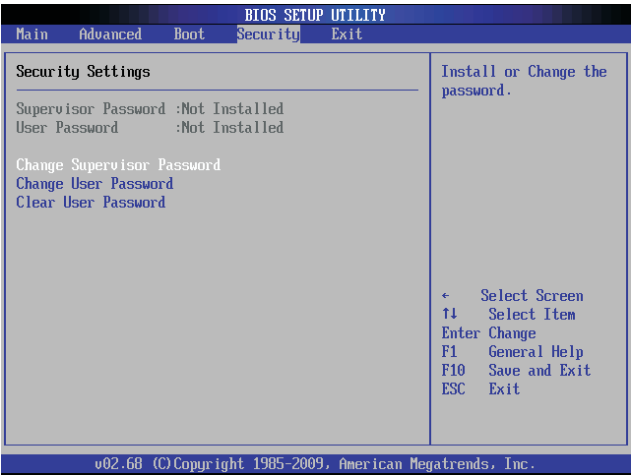 BIOS SETUP UTILITY
Main Advanced Boot Security Exit
Security Settings
Supervisor Password :Not Installed
User Password :Not Installed
Change Supervisor Password
Change User Password
Clear User Password
Install or Change the
password.
← Select Screen
↑↓ Select Item
Enter Change
F1 General Help
F10 Save and Exit
ESC Exit
v02.68 (C)Copyright 1985-2009, American Megatrends, Inc.